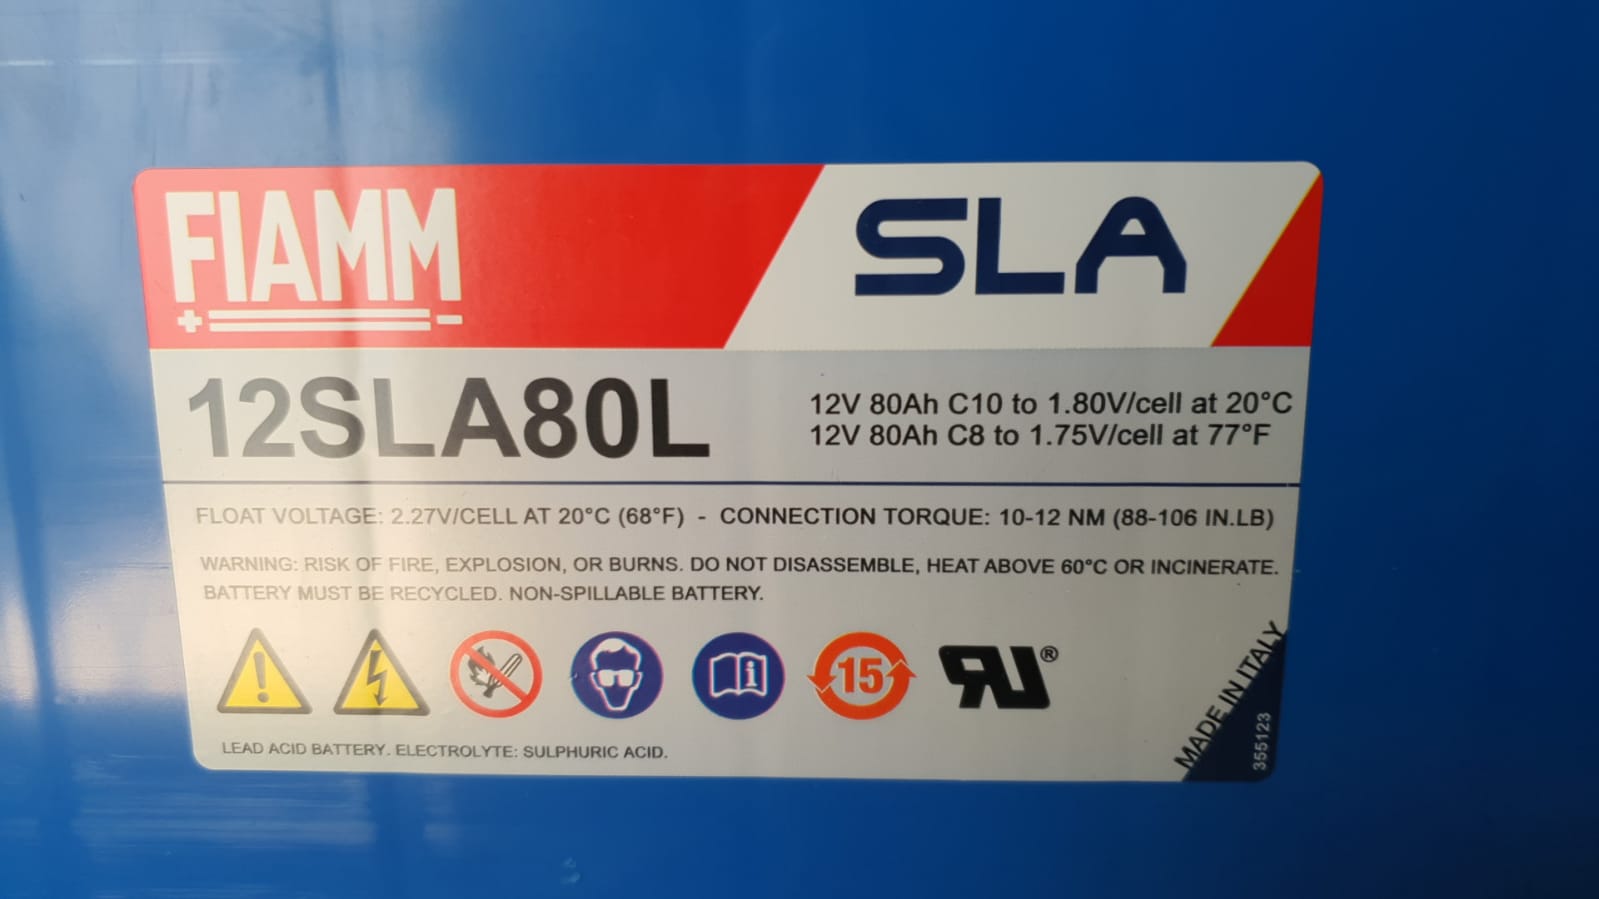 FIAMM
+ -
SLA
12SLA80L
12V 80Ah C10 to 1.80V/cell at 20°C
12V 80Ah C8 to 1.75V/cell at 77°F
FLOAT VOLTAGE: 2.27V/CELL AT 20°C (68°F) - CONNECTION TORQUE: 10-12 NM (88-106 IN.LB)
WARNING: RISK OF FIRE, EXPLOSION, OR BURNS. DO NOT DISASSEMBLE, HEAT ABOVE 60°C OR INCINERATE.
BATTERY MUST BE RECYCLED. NON-SPILLABLE BATTERY.
i
15
RU®
LEAD ACID BATTERY. ELECTROLYTE: SULPHURIC ACID.
MADE IN ITALY
355123